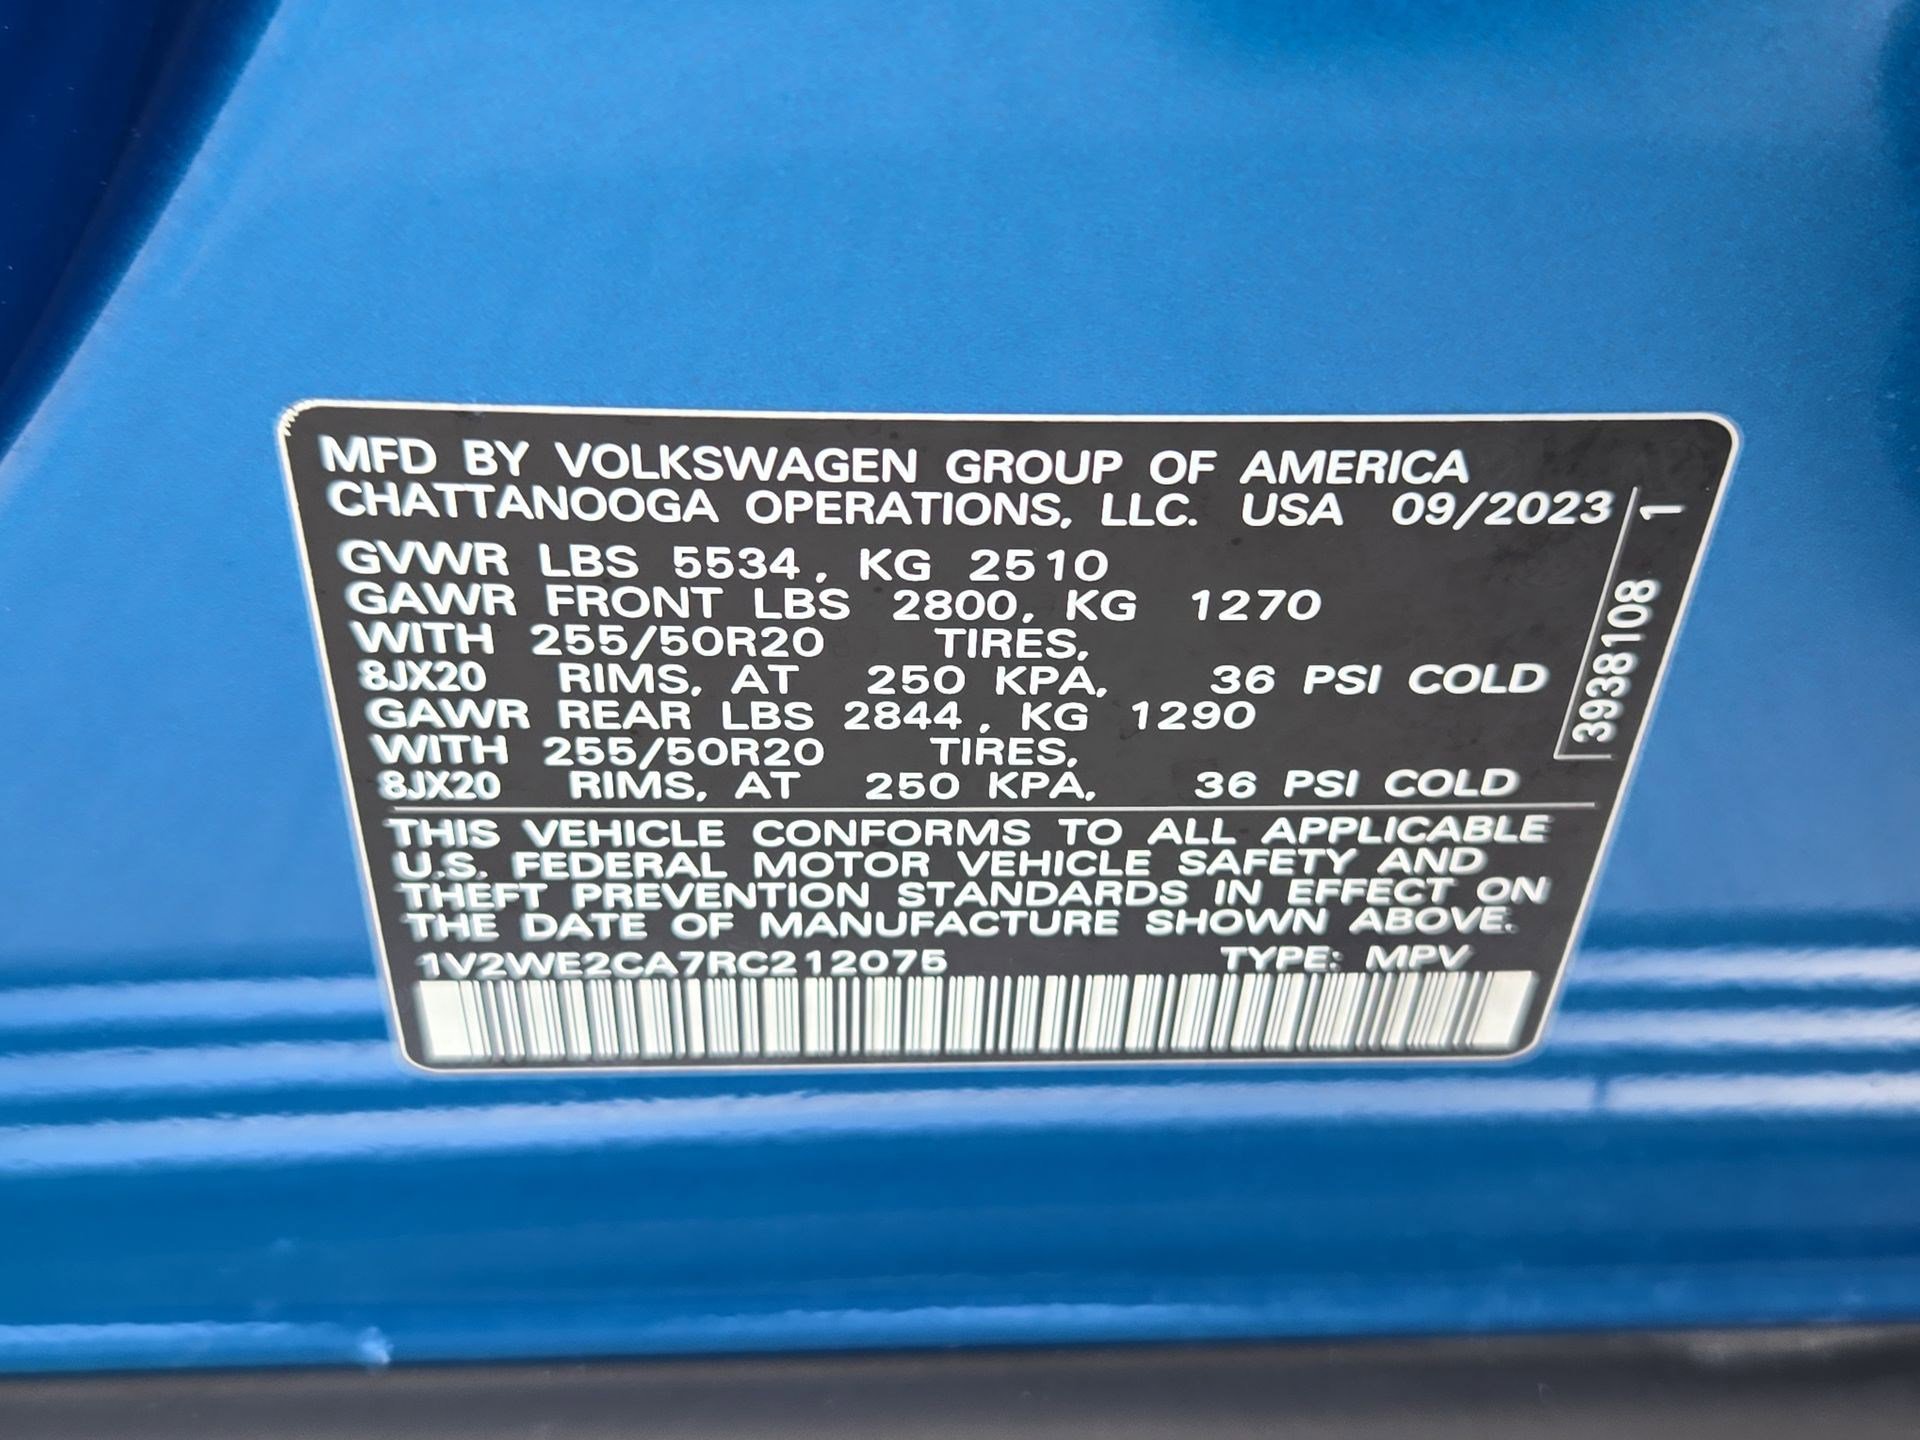 MFD BY VOLKSWAGEN GROUP OF AMERICA
CHATTANOOGA OPERATIONS, LLC. USA 09/2023
GVWR LBS 5534, KG 2510
GAWR FRONT LBS 2800, KG 1270
WITH 255/50R20 TIRES,
8JX20 RIMS, AT 250 KPA, 36 PSI COLD
GAWR REAR LBS 2844, KG 1290
WITH 255/50R20 TIRES,
8JX20 RIMS, AT 250 KPA, 36 PSI COLD
3938108 1
THIS VEHICLE CONFORMS TO ALL APPLICABLE
U.S. FEDERAL MOTOR VEHICLE SAFETY AND
THEFT PREVENTION STANDARDS IN EFFECT ON
THE DATE OF MANUFACTURE SHOWN ABOVE.
1V2WE2CA7RC212075 TYPE: MPV